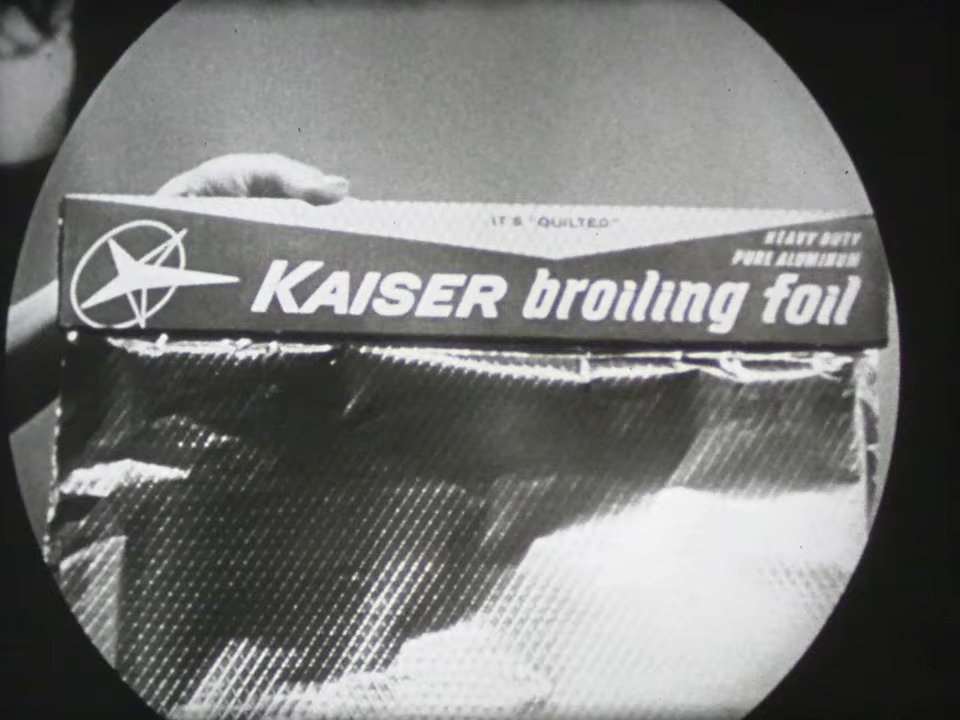 IT'S "QUILTED"
HEAVY DUTY
PURE ALUMINUM
KAISER broiling foil